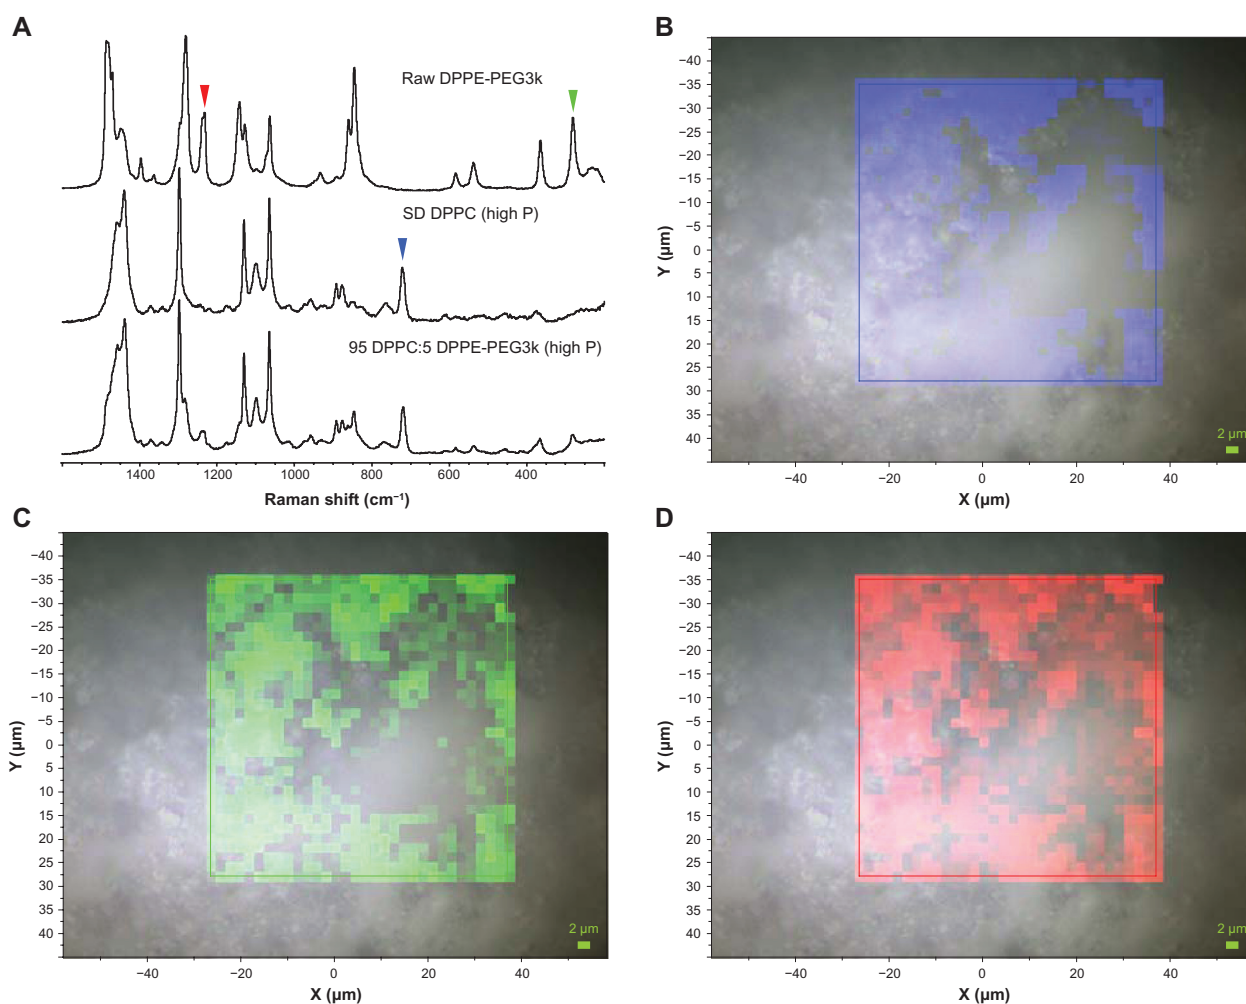 A
Raw DPPE-PEG3k
SD DPPC (high P)
95 DPPC:5 DPPE-PEG3k (high P)
1400 1200 1000 800 600 400
Raman shift (cm⁻¹)
B
−40
−35
−30
−25
−20
−15
−10
−5
0
5
10
15
20
25
30
35
40
Y (µm)
2 µm
−40 −20 0 20 40
X (µm)
C
−40
−35
−30
−25
−20
−15
−10
−5
0
5
10
15
20
25
30
35
40
Y (µm)
2 µm
−40 −20 0 20 40
X (µm)
D
−40
−35
−30
−25
−20
−15
−10
−5
0
5
10
15
20
25
30
35
40
Y (µm)
2 µm
−40 −20 0 20 40
X (µm)